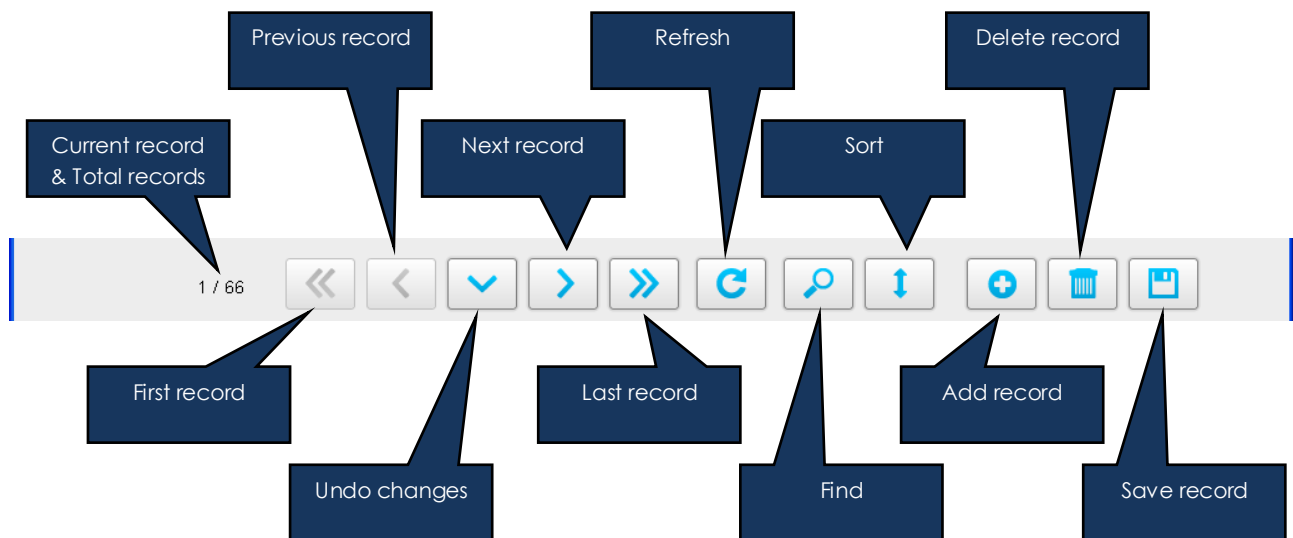 Previous record
Refresh
Delete record
Current record
& Total records
Next record
Sort
1 / 66
First record
Last record
Add record
Undo changes
Find
Save record